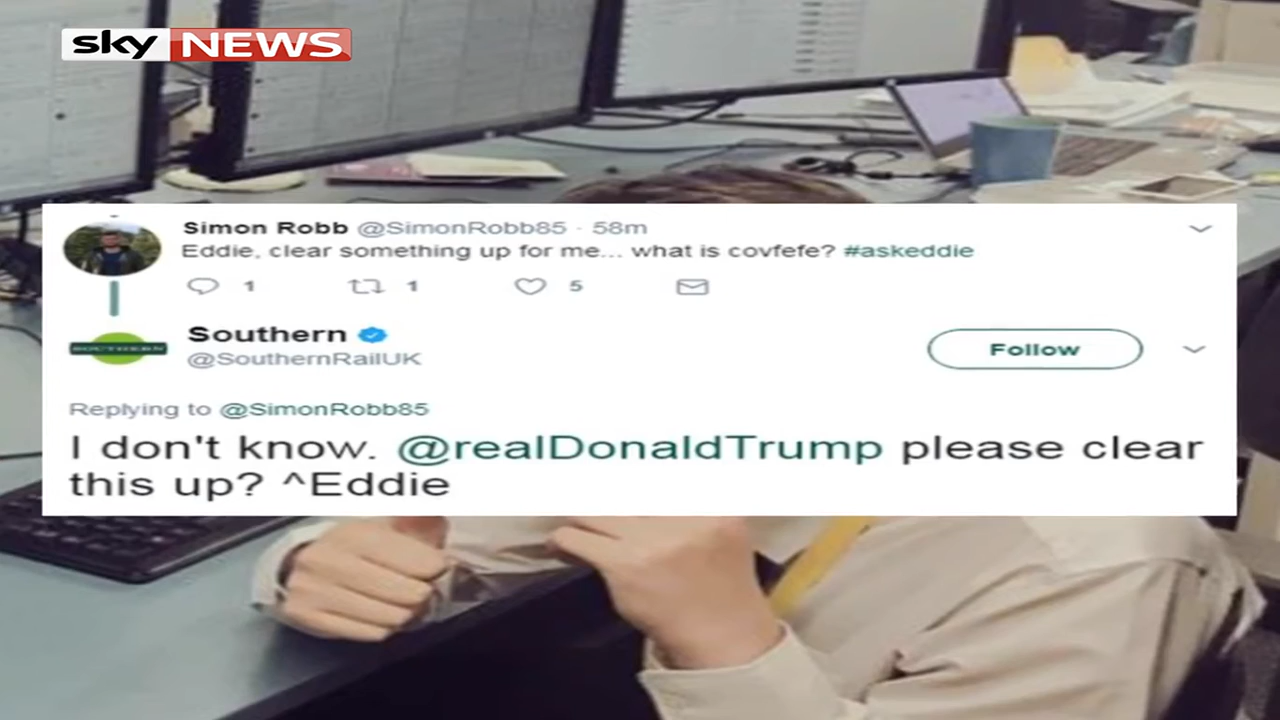 sky NEWS
Simon Robb @SimonRobb85 · 58m
Eddie, clear something up for me... what is covfefe? #askeddie
1 1 5
Southern
@SouthernRailUK
SOUTHERN
Follow
Replying to @SimonRobb85
I don't know. @realDonaldTrump please clear
this up? ^Eddie